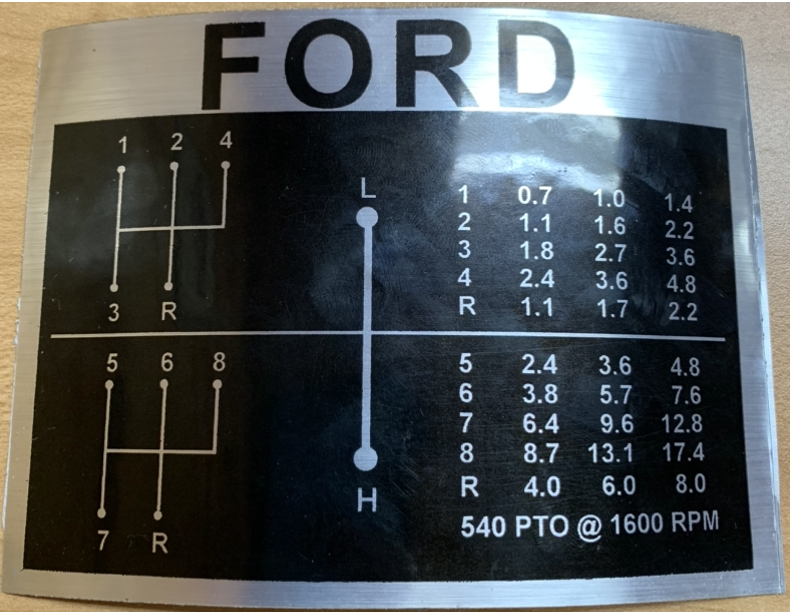 FORD
1 2 4
3 R
L
1 0.7 1.0 1.4
2 1.1 1.6 2.2
3 1.8 2.7 3.6
4 2.4 3.6 4.8
R 1.1 1.7 2.2
5 6 8
7 R
H
5 2.4 3.6 4.8
6 3.8 5.7 7.6
7 6.4 9.6 12.8
8 8.7 13.1 17.4
R 4.0 6.0 8.0
540 PTO @ 1600 RPM